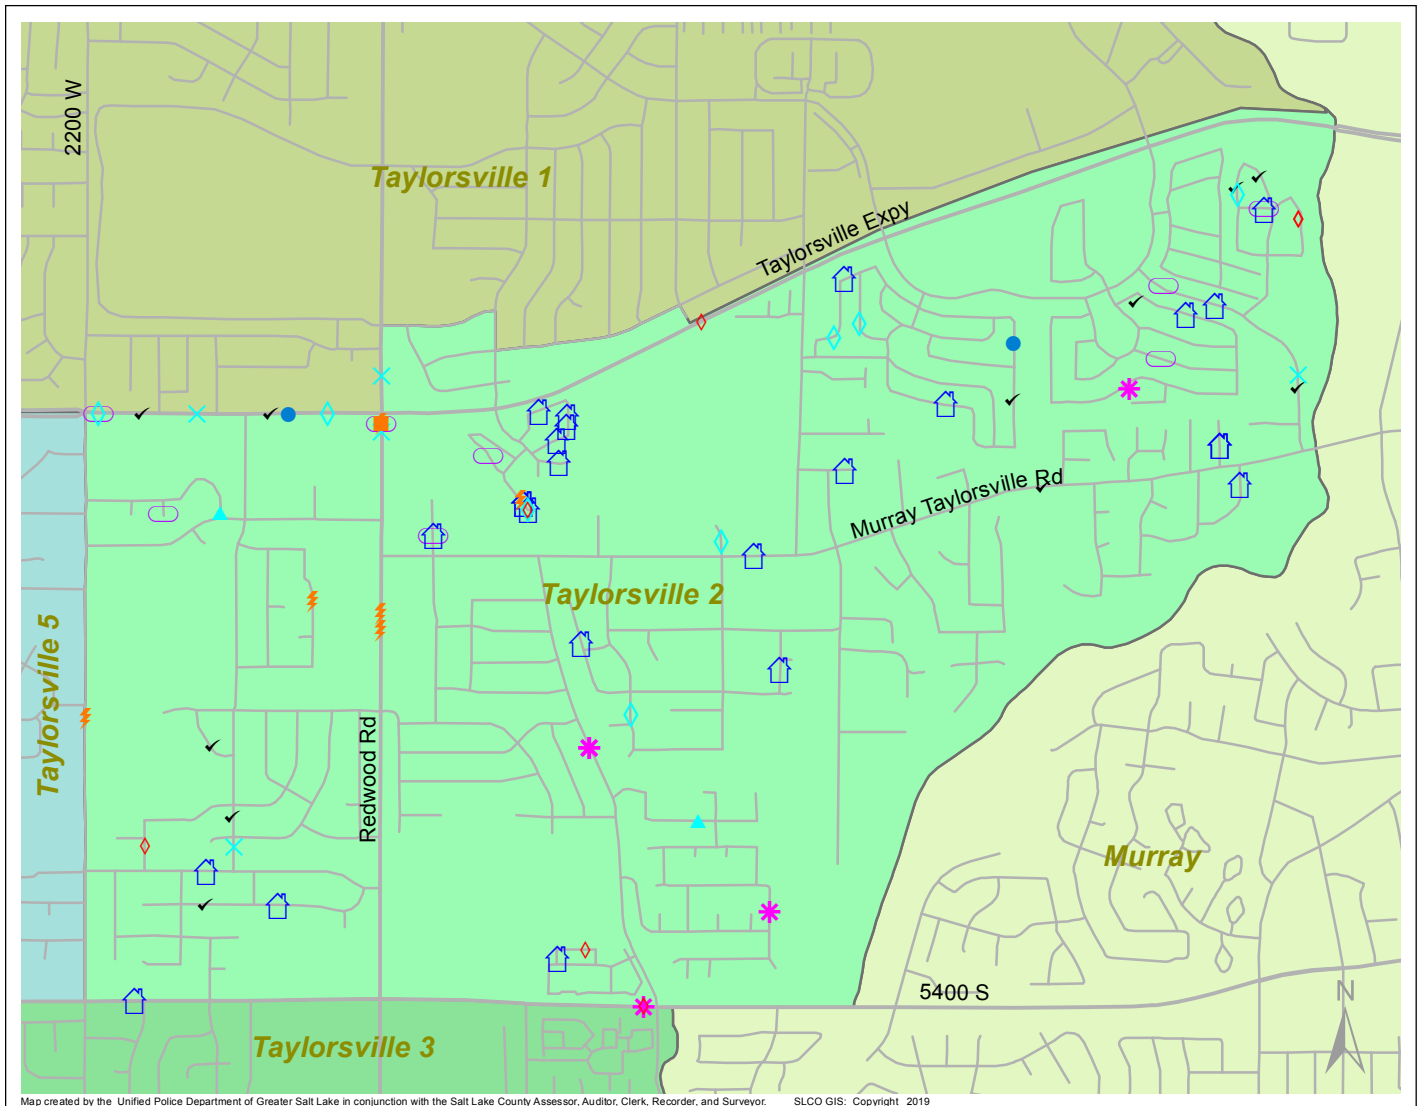 2200 W
Taylorsville 1
Taylorsville Expy
Murray Taylorsville Rd
Taylorsville 2
Taylorsville 5
Redwood Rd
Murray
5400 S
N
Taylorsville 3
Map created by the Unified Police Department of Greater Salt Lake in conjunction with the Salt Lake County Assessor, Auditor, Clerk, Recorder, and Surveyor. SLCO GIS: Copyright 2019